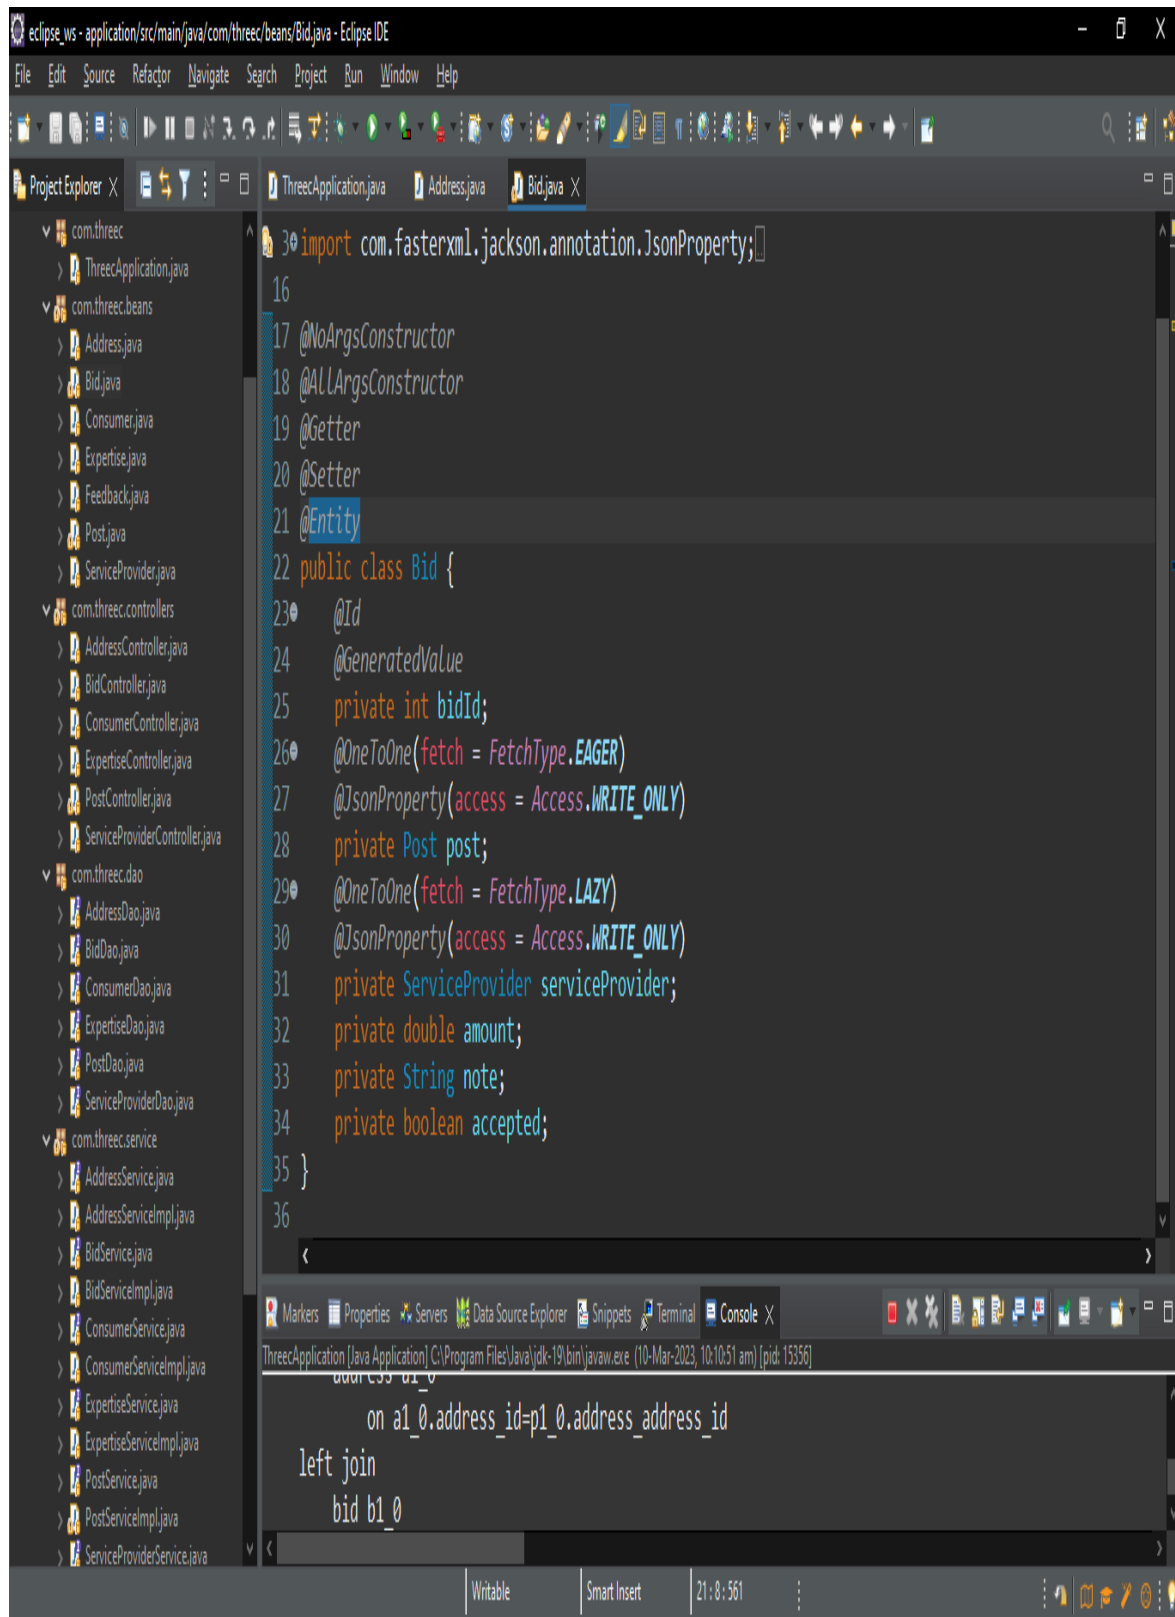 eclipse_ws - application/src/main/java/com/threec/beans/Bid.java - Eclipse IDE
File Edit Source Refactor Navigate Search Project Run Window Help
Project Explorer
com.threec
ThreecApplication.java
com.threec.beans
Address.java
Bid.java
Consumer.java
Expertise.java
Feedback.java
Post.java
ServiceProvider.java
com.threec.controllers
AddressController.java
BidController.java
ConsumerController.java
ExpertiseController.java
PostController.java
ServiceProviderController.java
com.threec.dao
AddressDao.java
BidDao.java
ConsumerDao.java
ExpertiseDao.java
PostDao.java
ServiceProviderDao.java
com.threec.service
AddressService.java
AddressServiceImpl.java
BidService.java
BidServiceImpl.java
ConsumerService.java
ConsumerServiceImpl.java
ExpertiseService.java
ExpertiseServiceImpl.java
PostService.java
PostServiceImpl.java
ServiceProviderService.java
ThreecApplication.java Address.java Bid.java
3 import com.fasterxml.jackson.annotation.JsonProperty;
16
17 @NoArgsConstructor
18 @AllArgsConstructor
19 @Getter
20 @Setter
21 @Entity
22 public class Bid {
23 @Id
24 @GeneratedValue
25 private int bidId;
26 @OneToOne(fetch = FetchType.EAGER)
27 @JsonProperty(access = Access.WRITE_ONLY)
28 private Post post;
29 @OneToOne(fetch = FetchType.LAZY)
30 @JsonProperty(access = Access.WRITE_ONLY)
31 private ServiceProvider serviceProvider;
32 private double amount;
33 private String note;
34 private boolean accepted;
35 }
36
Markers Properties Servers Data Source Explorer Snippets Terminal Console
ThreecApplication [Java Application] C:\Program Files\Java\jdk-19\bin\javaw.exe (10-Mar-2023, 10:10:51 am) [pid: 15356]
address a1_0
on a1_0.address_id=p1_0.address_address_id
left join
bid b1_0
Writable Smart Insert 21 : 8 : 561